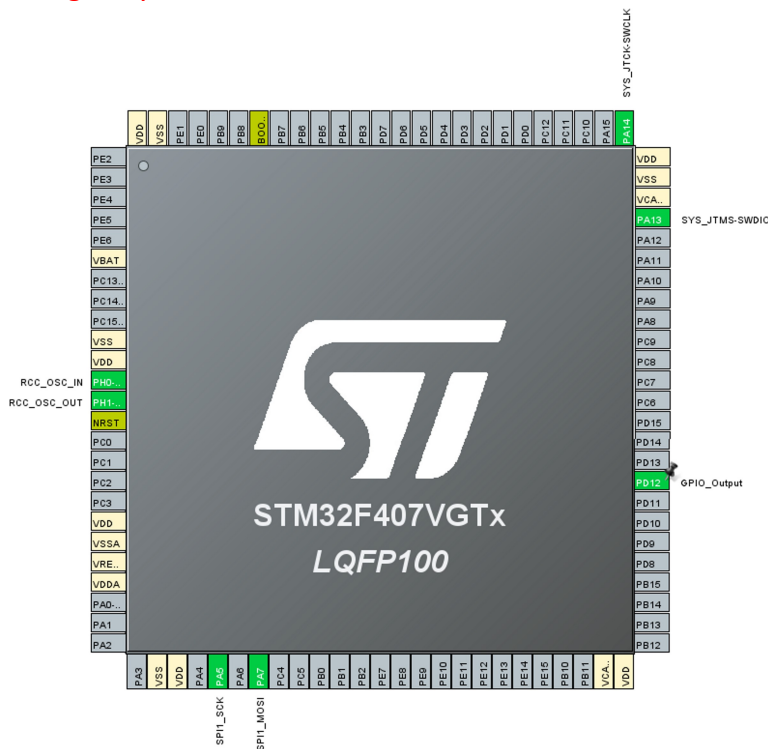 SYS_JTCK-SWCLK
VDD
VSS
PE1
PE0
PB9
PB8
BOO..
PB7
PB6
PB5
PB4
PB3
PD7
PD6
PD5
PD4
PD3
PD2
PD1
PD0
PC12
PC11
PC10
PA15
PA14
PE2
PE3
PE4
PE5
PE6
VBAT
PC13..
PC14..
PC15..
VSS
VDD
RCC_OSC_IN PH0-..
RCC_OSC_OUT PH1-..
NRST
PC0
PC1
PC2
PC3
VDD
VSSA
VRE..
VDDA
PA0-..
PA1
PA2
ST
STM32F407VGTx
LQFP100
VDD
VSS
VCA..
PA13 SYS_JTMS-SWDIO
PA12
PA11
PA10
PA9
PA8
PC9
PC8
PC7
PC6
PD15
PD14
PD13
PD12 GPIO_Output
PD11
PD10
PD9
PD8
PB15
PB14
PB13
PB12
PA3
VSS
VDD
PA4
PA5
PA6
PA7
PC4
PC5
PB0
PB1
PB2
PE7
PE8
PE9
PE10
PE11
PE12
PE13
PE14
PE15
PB10
PB11
VCA..
VDD
SPI1_SCK
SPI1_MOSI